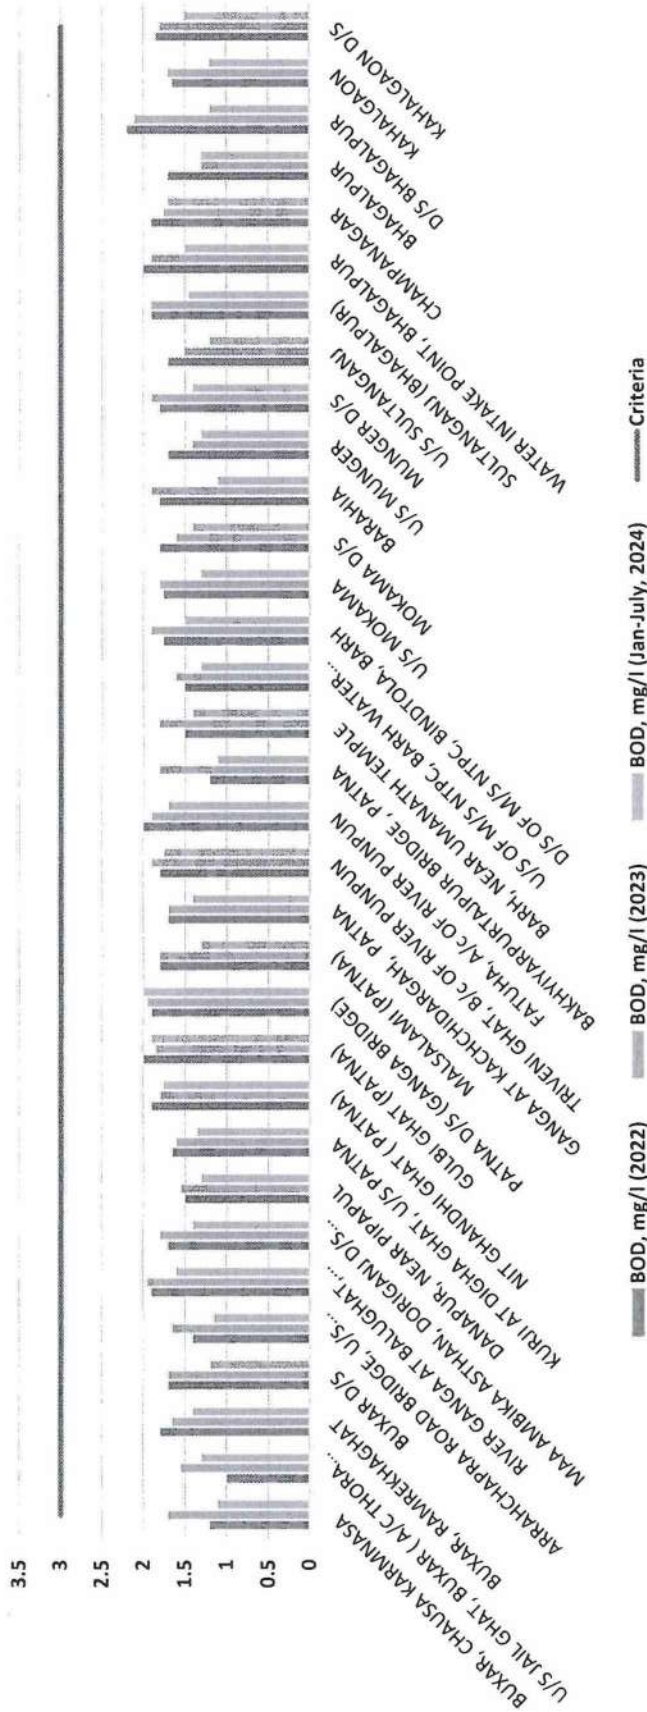 3.5
3
2.5
2
1.5
1
0.5
0
BUXAR, CHAUSA KARMNASA
U/S JAIL GHAT, BUXAR ( A/C THORA...
BUXAR, RAMREKHAGHAT
BUXAR D/S
ARRAHCHAPRA ROAD BRIDGE, U/S...
RIVER GANGA AT BALUGHAT,...
MAA AMBIKA ASTHAN, DORIGANJ D/S...
DANAPUR, NEAR PIPAPUL
KURJI AT DIGHA GHAT, U/S PATNA
NIT GHANDHI GHAT ( PATNA)
GULBI GHAT (PATNA)
PATNA D/S (GANGA BRIDGE)
MALSALAMI (PATNA)
GANGA AT KACHCHIDARGAH, PATNA
TRIVENI GHAT, B/c OF RIVER PUNPUN
FATUHA, A/c OF RIVER PUNPUN
BAKHYIYARPURTAJPUR BRIDGE, PATNA
BARH, NEAR UMANATH TEMPLE
U/S OF M/S NTPC, BARH WATER...
D/S OF M/S NTPC, BINDTOLA, BARH
U/S MOKAMA
MOKAMA D/S
BARAHIA
U/S MUNGER
MUNGER D/S
U/S SULTANGANJ
SULTANGANJ (BHAGALPUR)
WATER INTAKE POINT, BHAGALPUR
CHAMPANAGAR
BHAGALPUR
D/S BHAGALPUR
KAHALGAON
KAHALGAON D/S
BOD, mg/l (2022)
BOD, mg/l (2023)
BOD, mg/l (Jan-July, 2024)
Criteria